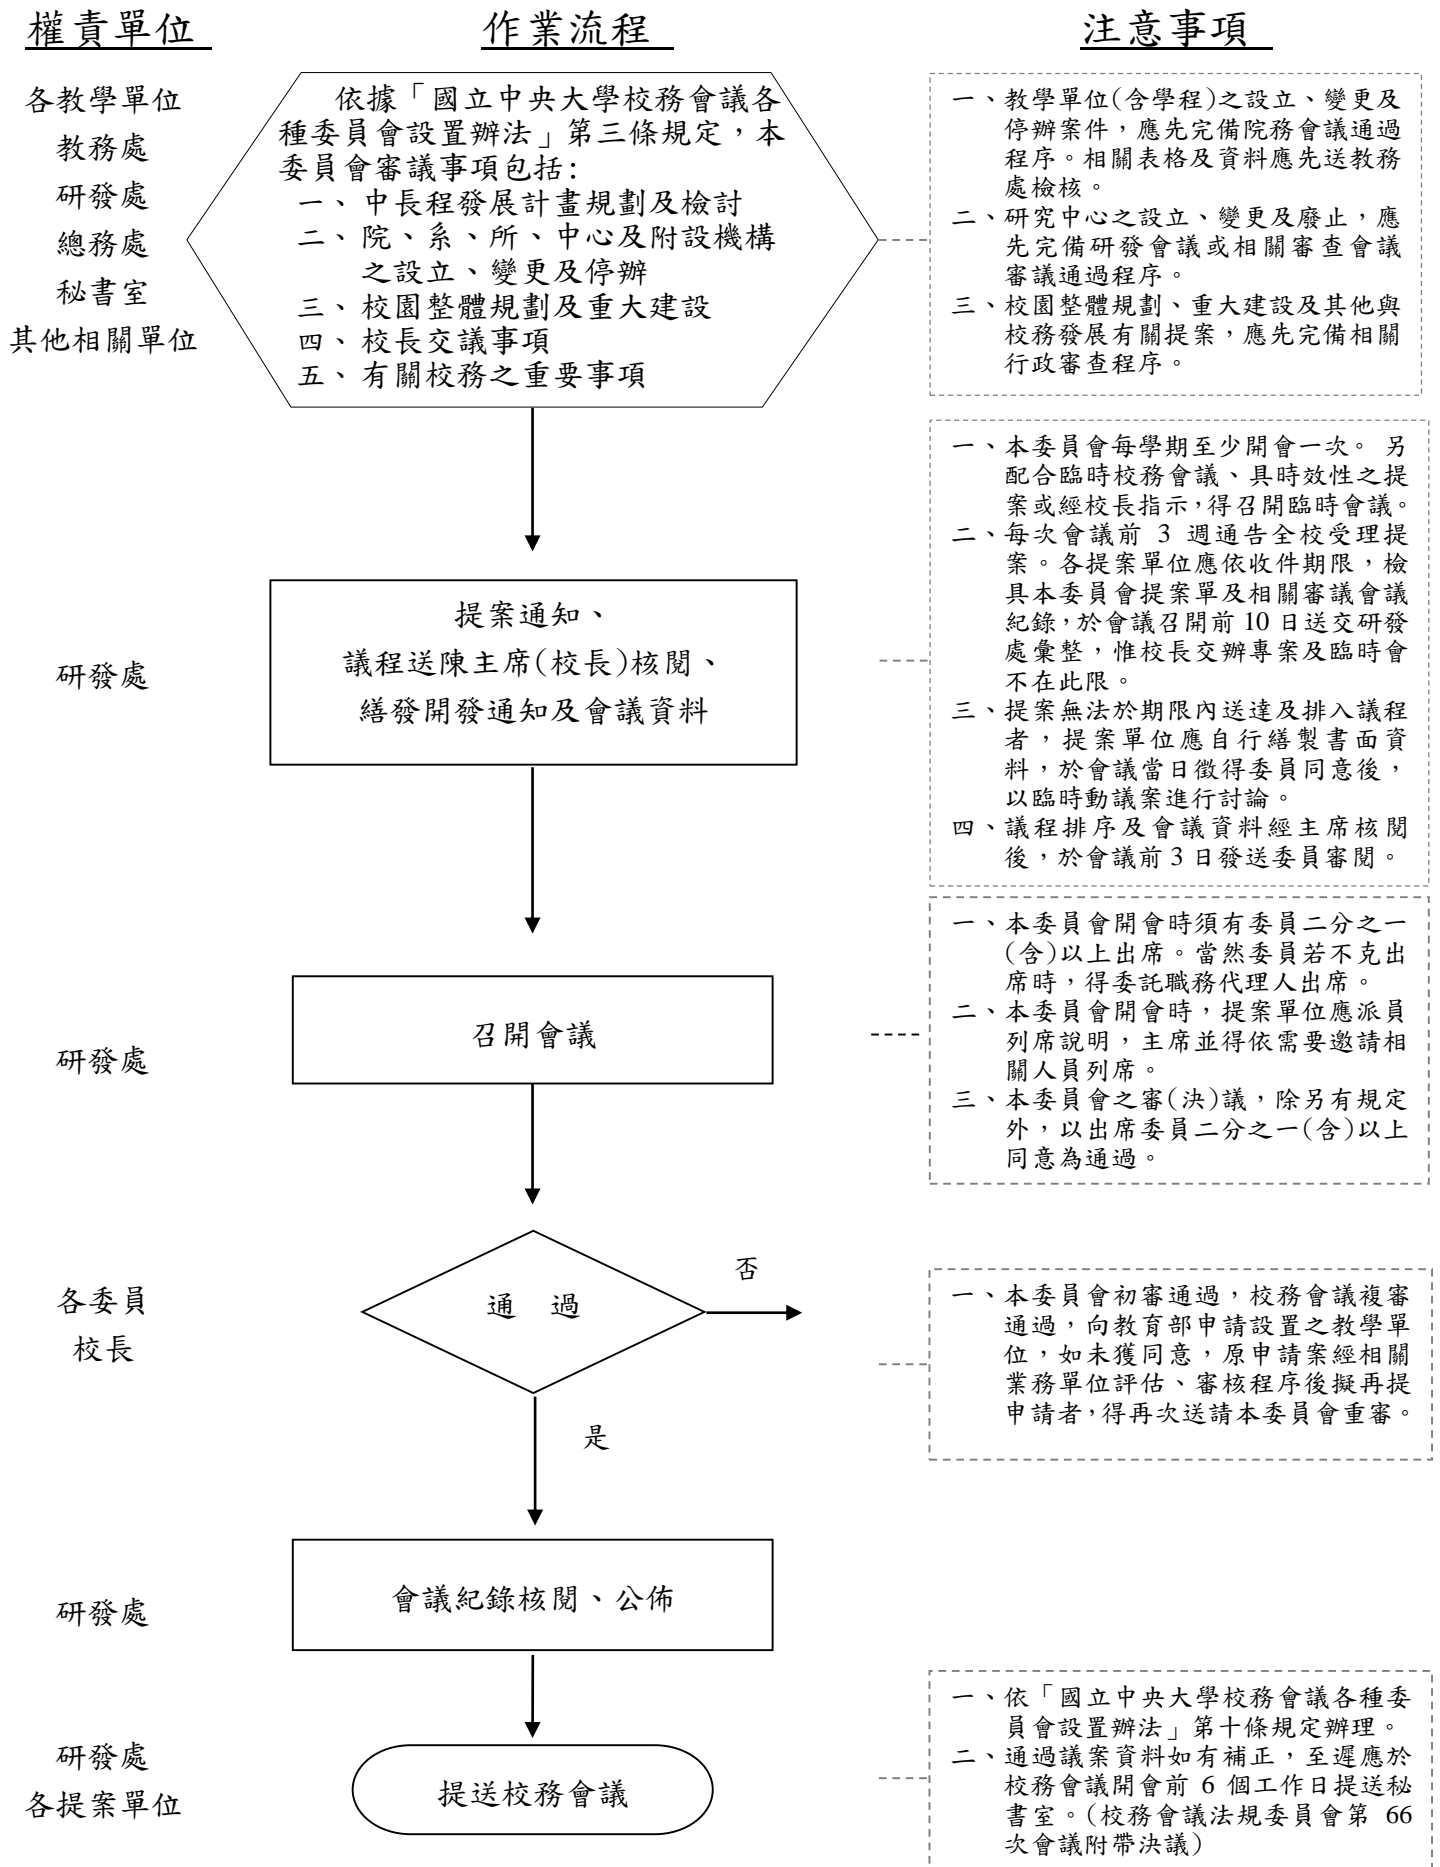 權責單位
作業流程
注意事項
各教學單位
教務處
研發處
總務處
秘書室
其他相關單位
依據「國立中央大學校務會議各
種委員會設置辦法」第三條規定，本
委員會審議事項包括：
一、中長程發展計畫規劃及檢討
二、院、系、所、中心及附設機構
之設立、變更及停辦
三、校園整體規劃及重大建設
四、校長交議事項
五、有關校務之重要事項
一、教學單位(含學程)之設立、變更及
停辦案件，應先完備院務會議通過
程序。相關表格及資料應先送教務
處檢核。
二、研究中心之設立、變更及廢止，應
先完備研發會議或相關審查會議
審議通過程序。
三、校園整體規劃、重大建設及其他與
校務發展有關提案，應先完備相關
行政審查程序。
研發處
提案通知、
議程送陳主席(校長)核閱、
繕發開發通知及會議資料
一、本委員會每學期至少開會一次。 另
配合臨時校務會議、具時效性之提
案或經校長指示，得召開臨時會議。
二、每次會議前 3 週通告全校受理提
案。各提案單位應依收件期限，檢
具本委員會提案單及相關審議會議
紀錄，於會議召開前 10 日送交研發
處彙整，惟校長交辦專案及臨時會
不在此限。
三、提案無法於期限內送達及排入議程
者，提案單位應自行繕製書面資
料，於會議當日徵得委員同意後，
以臨時動議案進行討論。
四、議程排序及會議資料經主席核閱
後，於會議前 3 日發送委員審閱。
研發處
召開會議
一、本委員會開會時須有委員二分之一
(含)以上出席。當然委員若不克出
席時，得委託職務代理人出席。
二、本委員會開會時，提案單位應派員
列席說明，主席並得依需要邀請相
關人員列席。
三、本委員會之審(決)議，除另有規定
外，以出席委員二分之一(含)以上
同意為通過。
各委員
校長
通 過
否
是
一、本委員會初審通過，校務會議複審
通過，向教育部申請設置之教學單
位，如未獲同意，原申請案經相關
業務單位評估、審核程序後擬再提
申請者，得再次送請本委員會重審。
研發處
會議紀錄核閱、公佈
研發處
各提案單位
提送校務會議
一、依「國立中央大學校務會議各種委
員會設置辦法」第十條規定辦理。
二、通過議案資料如有補正，至遲應於
校務會議開會前 6 個工作日提送秘
書室。(校務會議法規委員會第 66
次會議附帶決議)